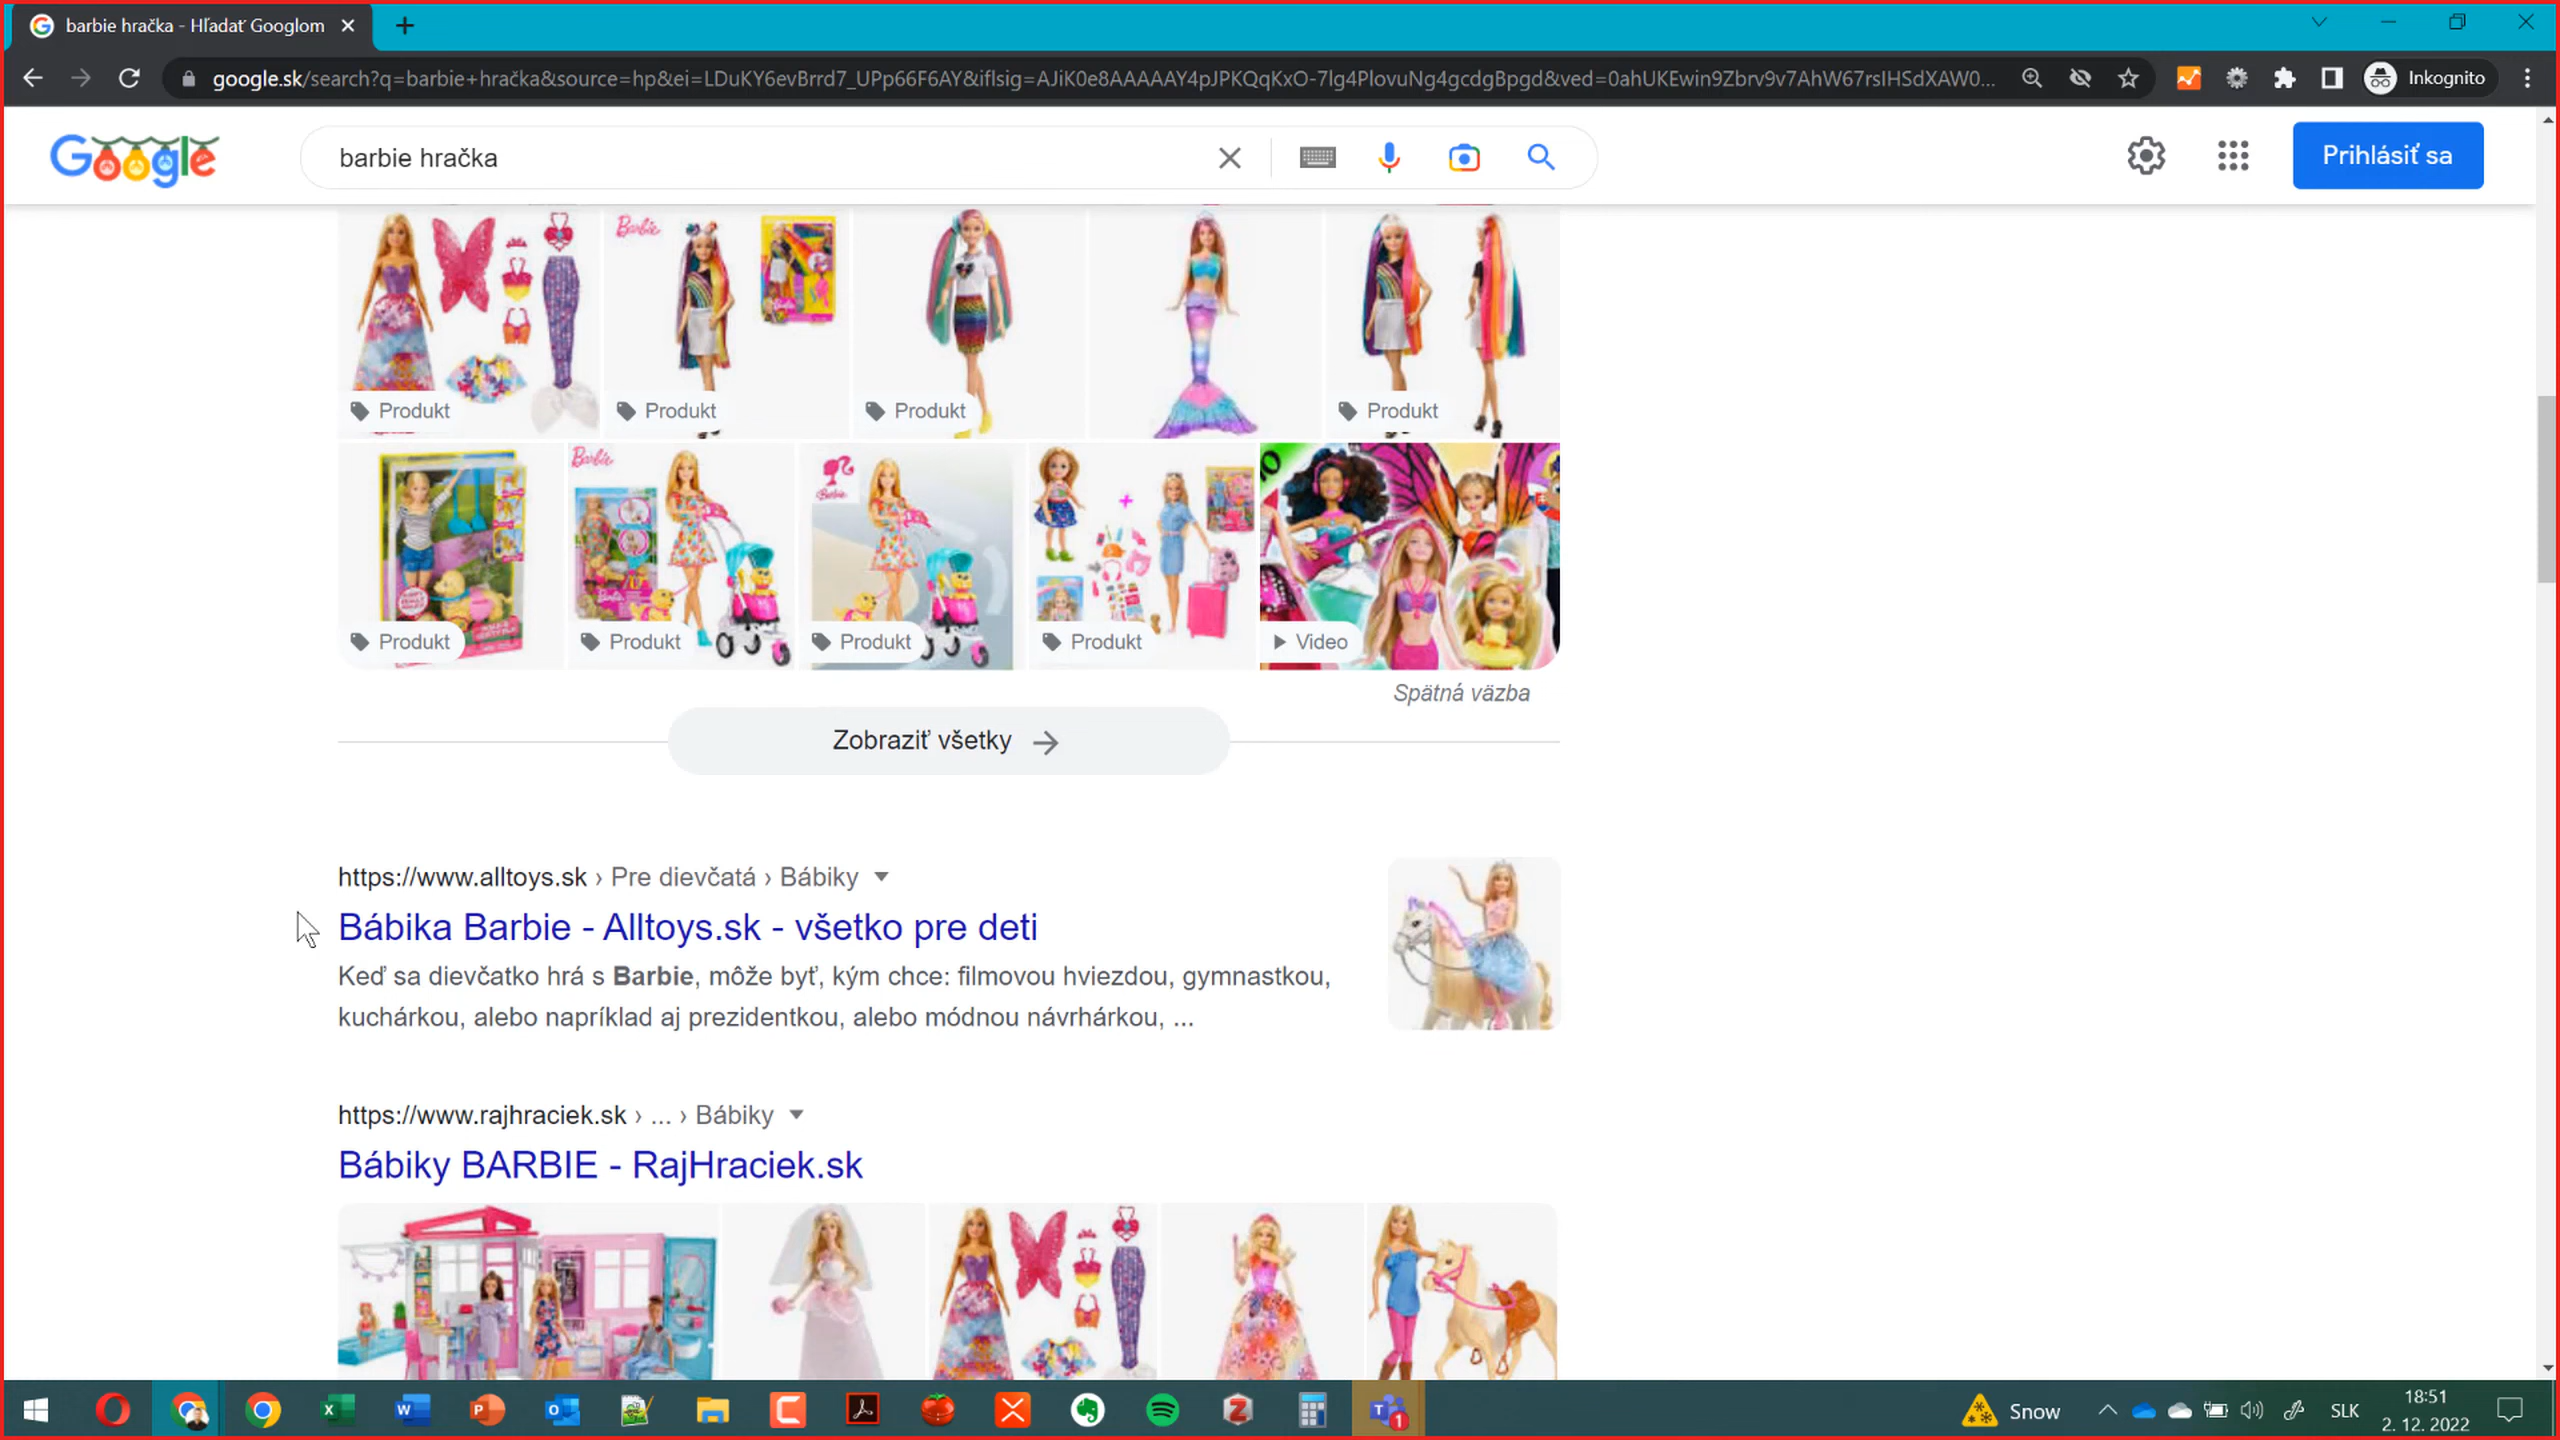 barbie hračka - Hľadať Googlom
google.sk/search?q=barbie+hračka&source=hp&ei=LDuKY6evBrrd7_UPp66F6AY&iflsig=AJiK0e8AAAAAY4pJPKQqKxO-7lg4PlovuNg4gcdgBpgd&ved=0ahUKEwin9Zbrv9v7AhW67rsIHSdXAW0...
Inkognito
Google
barbie hračka
Prihlásiť sa
Barbie
Produkt
Produkt
Produkt
Produkt
Barbie
Barbie
Produkt
Produkt
Produkt
Produkt
Video
Spätná väzba
Zobraziť všetky
https://www.alltoys.sk › Pre dievčatá › Bábiky
Bábika Barbie - Alltoys.sk - všetko pre deti
Keď sa dievčatko hrá s Barbie, môže byť, kým chce: filmovou hviezdou, gymnastkou,
kuchárkou, alebo napríklad aj prezidentkou, alebo módnou návrhárkou, ...
https://www.rajhraciek.sk › ... › Bábiky
Bábiky BARBIE - RajHraciek.sk
Snow
SLK
18:51
2. 12. 2022